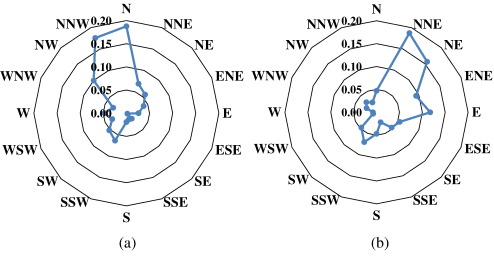 N
NNW 0.20 NNE
NW 0.15 NE
0.10
WNW 0.05 ENE
W 0.00 E
WSW ESE
SW SE
SSW SSE
S
(a)
N
NNW 0.20 NNE
NW 0.15 NE
0.10
WNW 0.05 ENE
W 0.00 E
WSW ESE
SW SE
SSW SSE
S
(b)